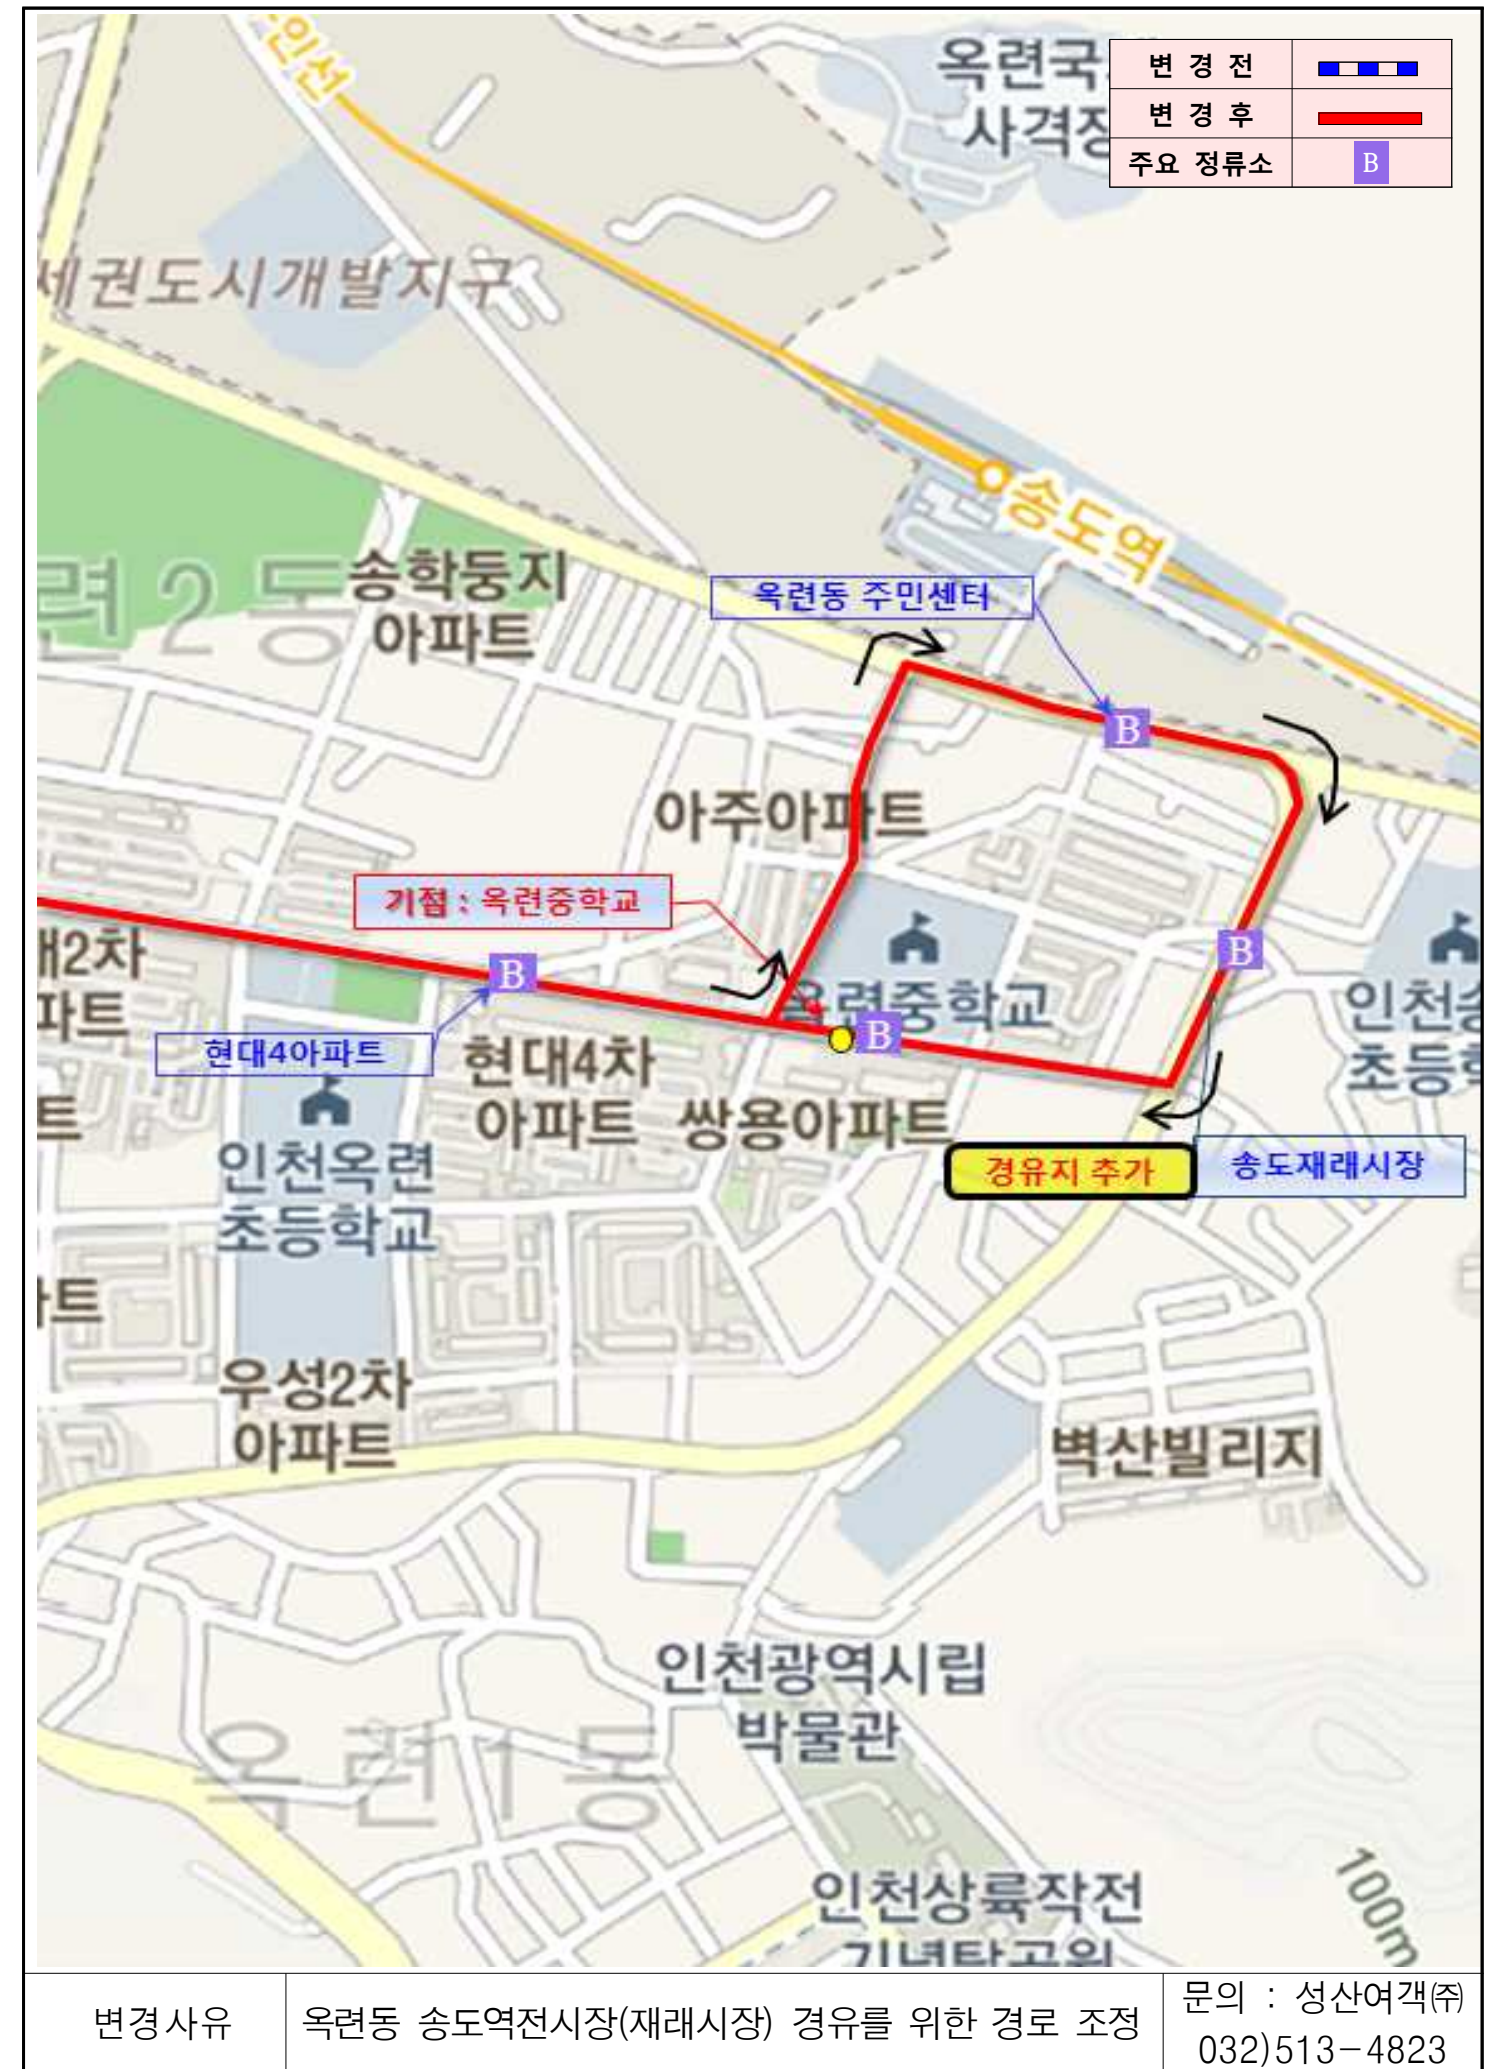 인선
옥련국
사격장
변 경 전
변 경 후
주요 정류소 B
세권도시개발지구
송도역
련2동
송학둥지
아파트
옥련동 주민센터
B
아주아파트
기점 : 옥련중학교
B
B
대2차
파트
옥련중학교
B
인천송
초등학
현대4아파트
현대4차
아파트
쌍용아파트
트
인천옥련
초등학교
경유지 추가
송도재래시장
트
우성2차
아파트
벽산빌리지
인천광역시립
박물관
옥련1동
인천상륙작전
기념탑공원
100m
변경사유
옥련동 송도역전시장(재래시장) 경유를 위한 경로 조정
문의 : 성산여객㈜
032)513-4823